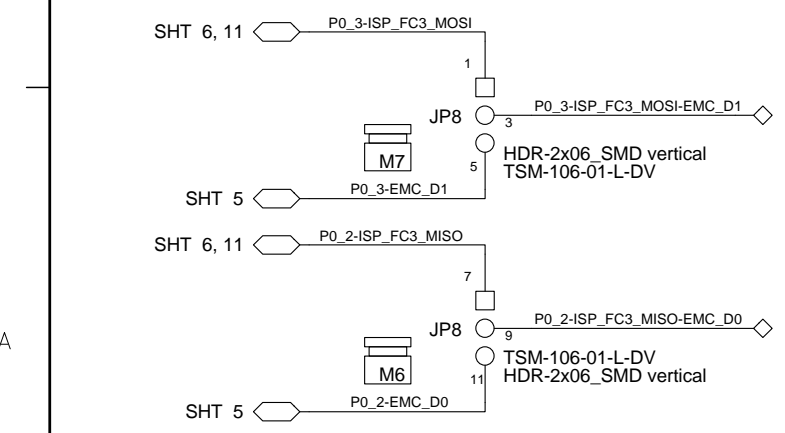 P0_3-ISP_FC3_MOSI
SHT 6, 11
1
P0_3-ISP_FC3_MOSI-EMC_D1
JP8
3
M7
5
HDR-2x06_SMD vertical
TSM-106-01-L-DV
P0_3-EMC_D1
SHT 5
P0_2-ISP_FC3_MISO
SHT 6, 11
7
P0_2-ISP_FC3_MISO-EMC_D0
JP8
9
A
M6
11
TSM-106-01-L-DV
HDR-2x06_SMD vertical
P0_2-EMC_D0
SHT 5